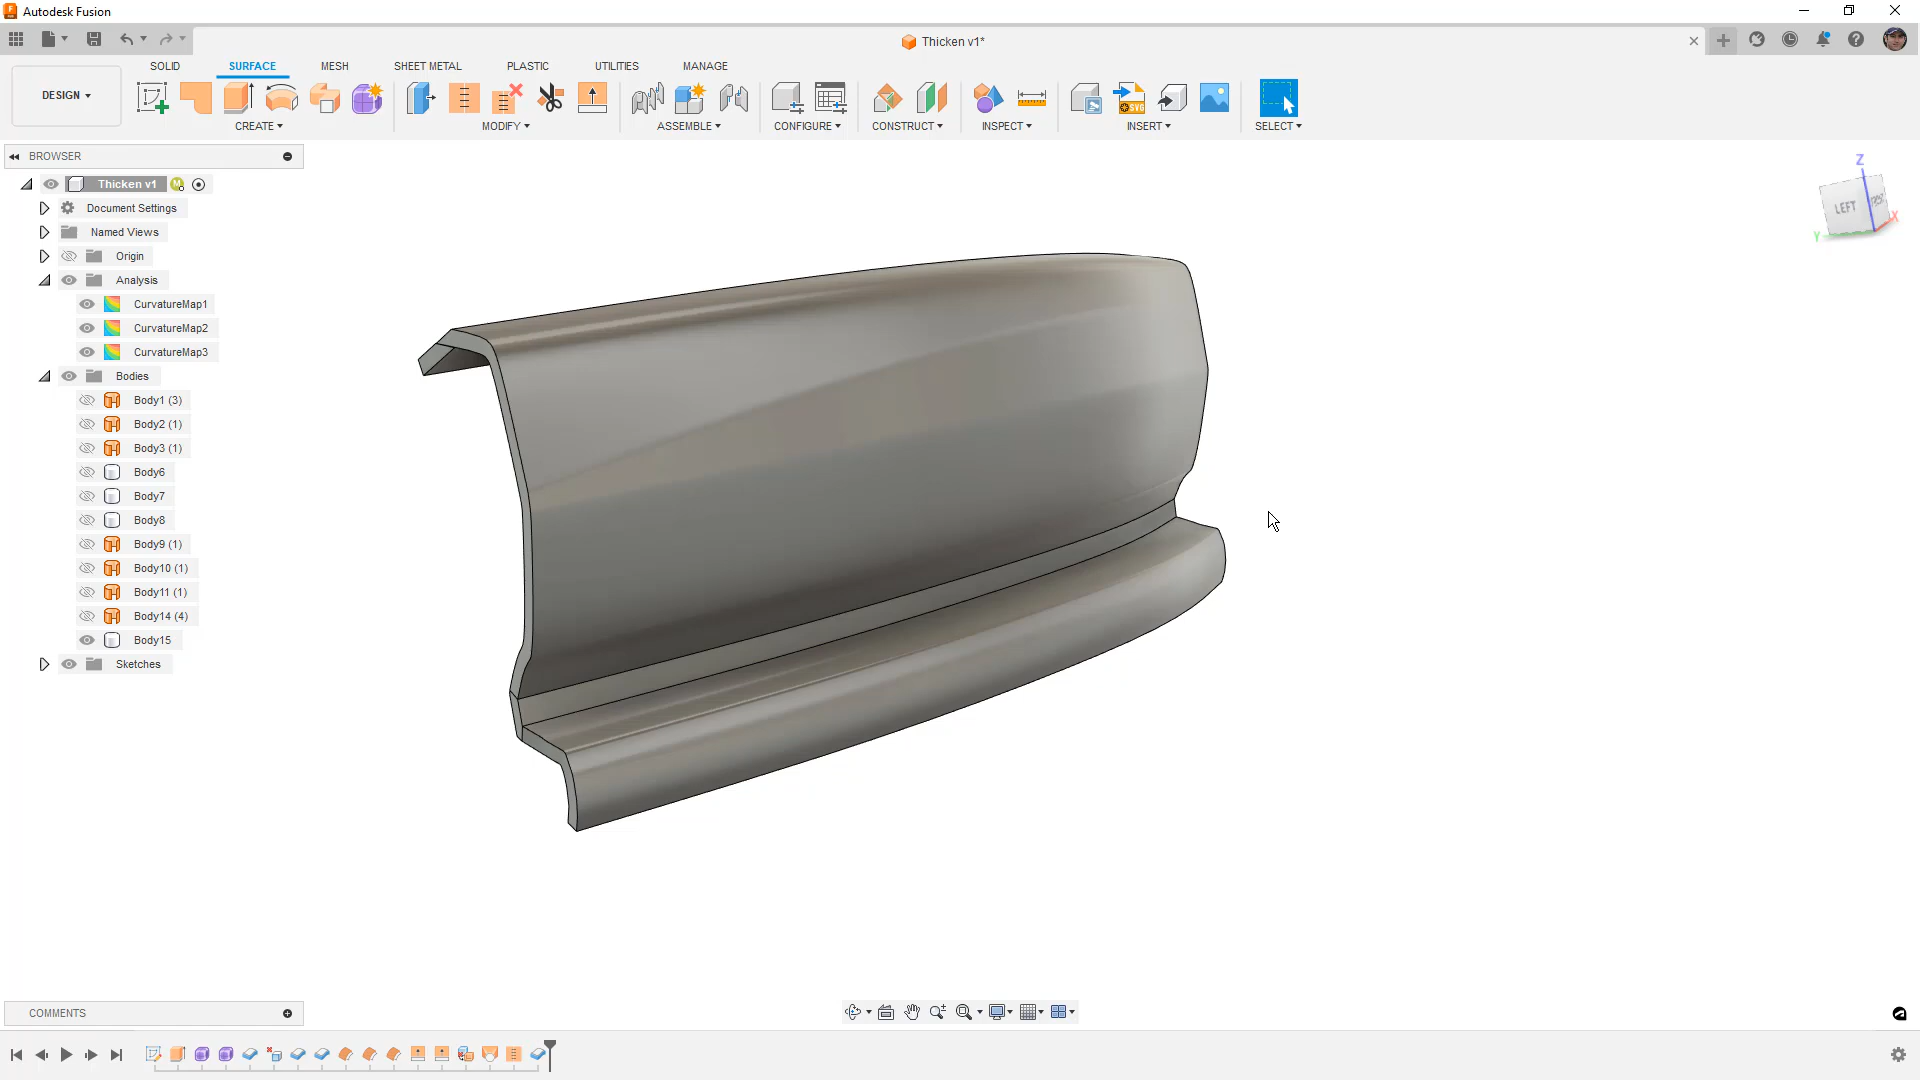 Autodesk Fusion
Thicken v1*
SOLID SURFACE MESH SHEET METAL PLASTIC UTILITIES MANAGE
DESIGN
CREATE MODIFY ASSEMBLE CONFIGURE CONSTRUCT INSPECT INSERT SELECT
BROWSER
Thicken v1
Document Settings
Named Views
Origin
Analysis
CurvatureMap1
CurvatureMap2
CurvatureMap3
Bodies
Body1 (3)
Body2 (1)
Body3 (1)
Body6
Body7
Body8
Body9 (1)
Body10 (1)
Body11 (1)
Body14 (4)
Body15
Sketches
Z
LEFT
X
Y
COMMENTS